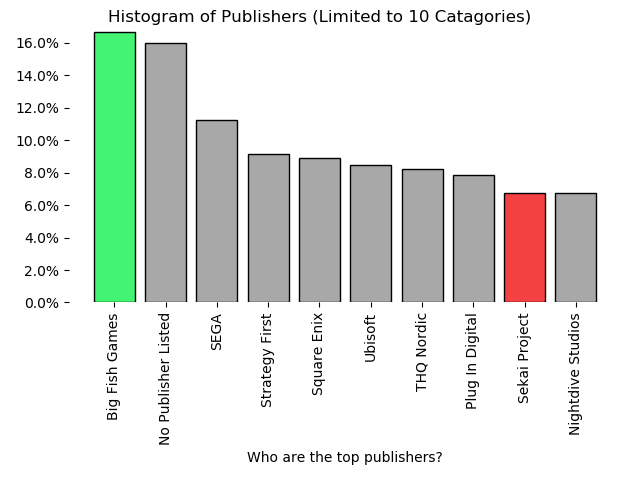 Histogram of Publishers (Limited to 10 Catagories)
16.0%
14.0%
12.0%
10.0%
8.0%
6.0%
4.0%
2.0%
0.0%
Big Fish Games
No Publisher Listed
SEGA
Strategy First
Square Enix
Ubisoft
THQ Nordic
Plug In Digital
Sekai Project
Nightdive Studios
Who are the top publishers?